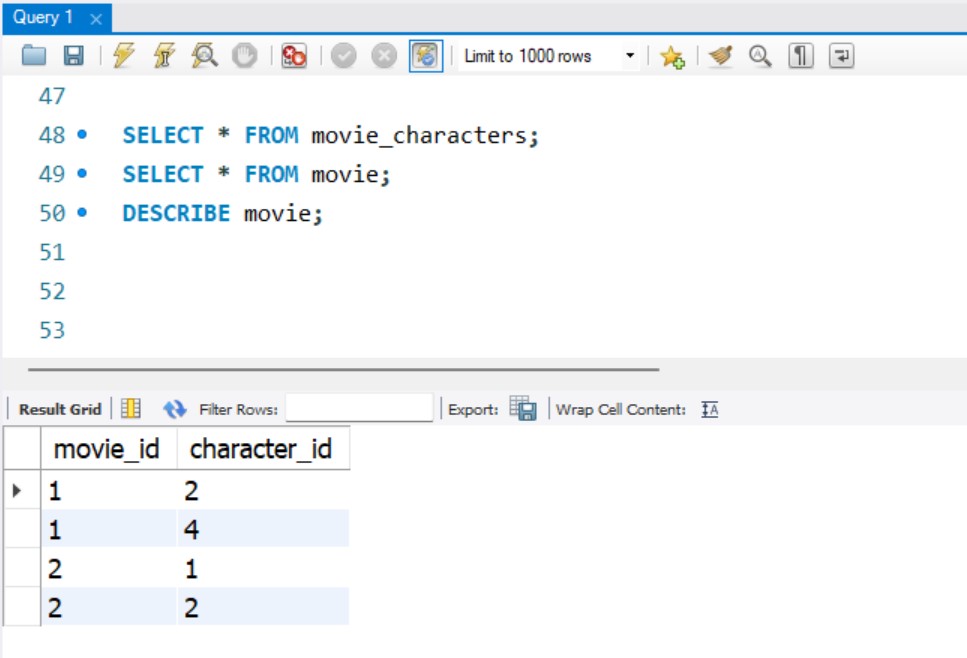 Query 1
Limit to 1000 rows
47
48 SELECT * FROM movie_characters;
49 SELECT * FROM movie;
50 DESCRIBE movie;
51
52
53
Result Grid Filter Rows: Export: Wrap Cell Content:
movie_id character_id
1 2
1 4
2 1
2 2